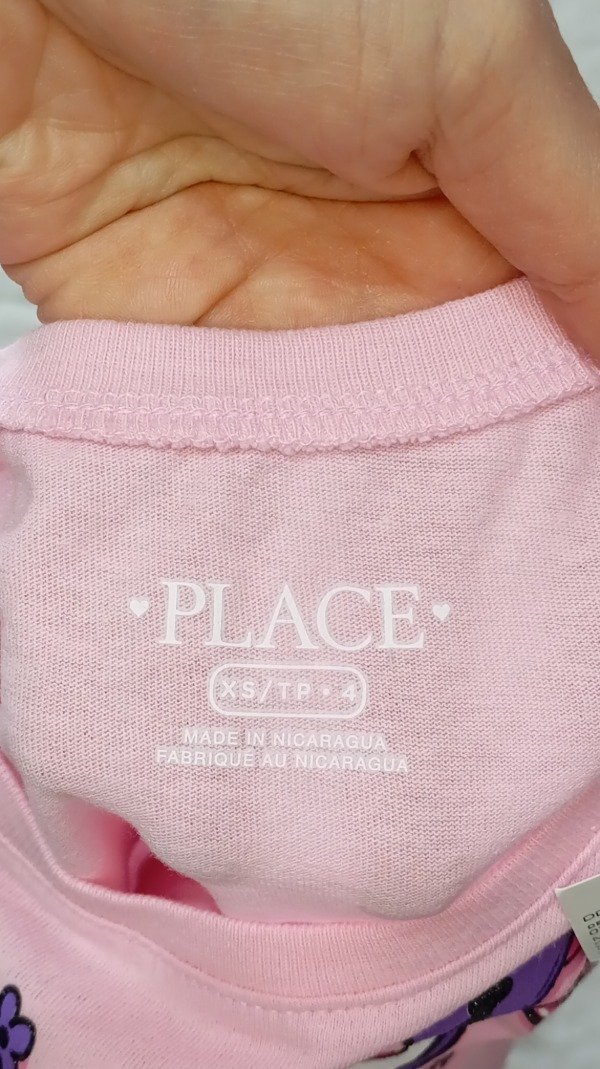 PLACE
XS/TP • 4
MADE IN NICARAGUA
FABRIQUÉ AU NICARAGUA